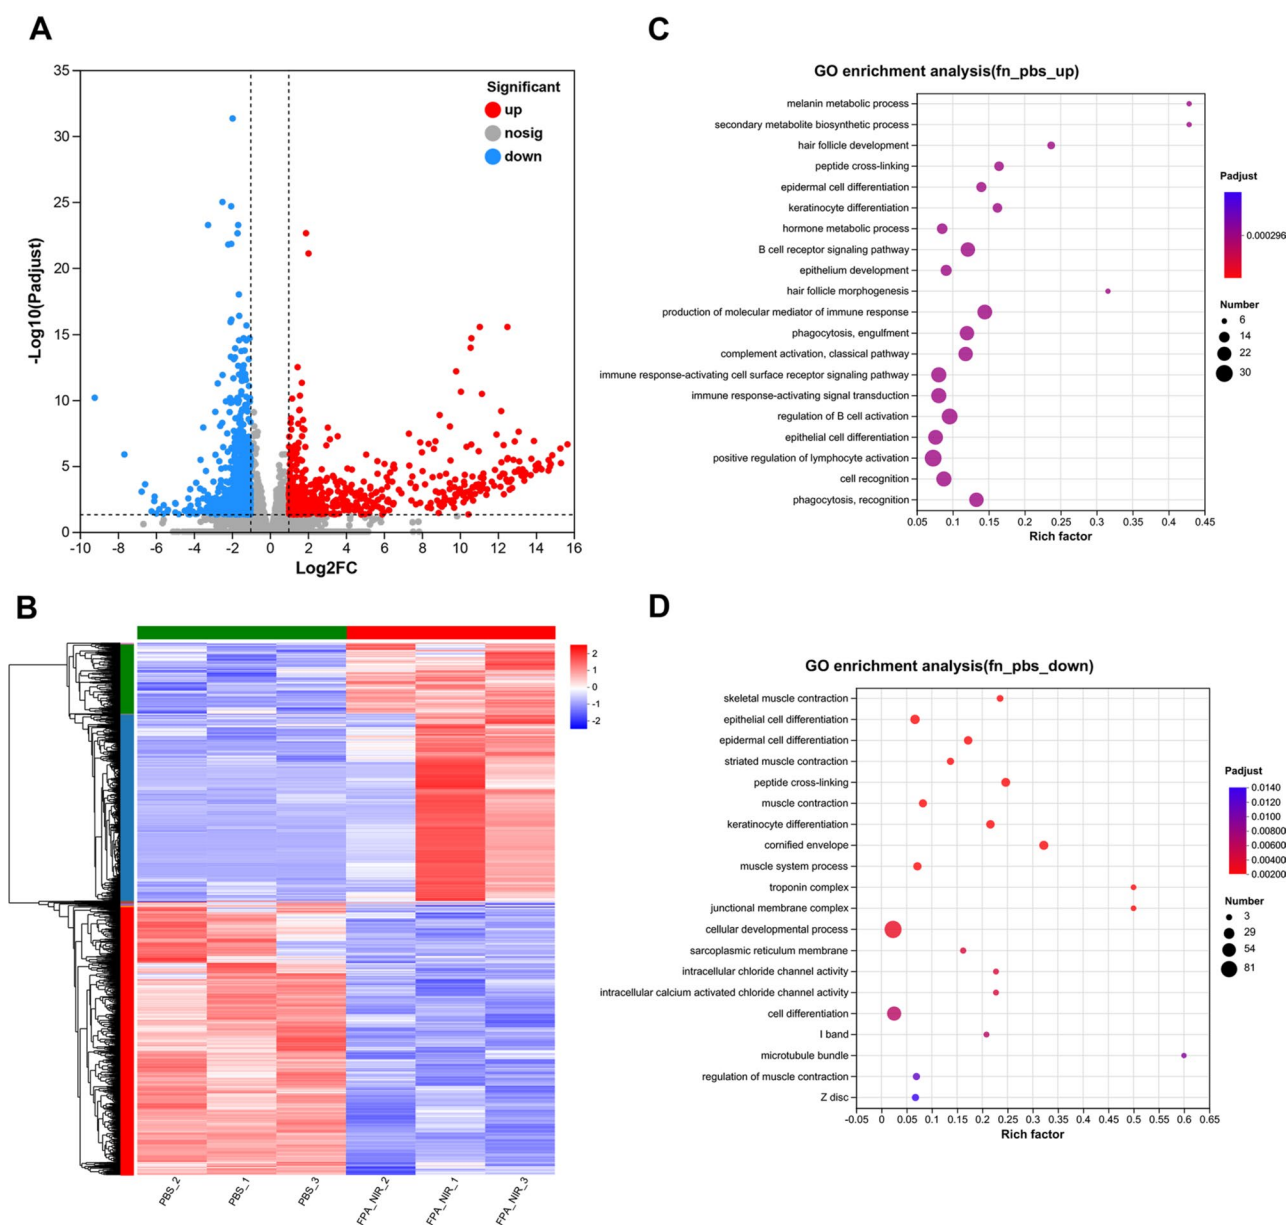 A
35
30
25
20
15
10
5
0
-Log10(Padjust)
-10 -8 -6 -4 -2 0 2 4 6 8 10 12 14 16
Log2FC
Significant
up
nosig
down
B
2
1
0
-1
-2
PBS_2 PBS_1 PBS_3 FPA_NIR_2 FPA_NIR_1 FPA_NIR_3
C
GO enrichment analysis(fn_pbs_up)
melanin metabolic process
secondary metabolite biosynthetic process
hair follicle development
peptide cross-linking
epidermal cell differentiation
keratinocyte differentiation
hormone metabolic process
B cell receptor signaling pathway
epithelium development
hair follicle morphogenesis
production of molecular mediator of immune response
phagocytosis, engulfment
complement activation, classical pathway
immune response-activating cell surface receptor signaling pathway
immune response-activating signal transduction
regulation of B cell activation
epithelial cell differentiation
positive regulation of lymphocyte activation
cell recognition
phagocytosis, recognition
0.05 0.1 0.15 0.2 0.25 0.3 0.35 0.4 0.45
Rich factor
Padjust
0.000296
Number
6
14
22
30
D
GO enrichment analysis(fn_pbs_down)
skeletal muscle contraction
epithelial cell differentiation
epidermal cell differentiation
striated muscle contraction
peptide cross-linking
muscle contraction
keratinocyte differentiation
cornified envelope
muscle system process
troponin complex
junctional membrane complex
cellular developmental process
sarcoplasmic reticulum membrane
intracellular chloride channel activity
intracellular calcium activated chloride channel activity
cell differentiation
I band
microtubule bundle
regulation of muscle contraction
Z disc
-0.05 0 0.05 0.1 0.15 0.2 0.25 0.3 0.35 0.4 0.45 0.5 0.55 0.6 0.65
Rich factor
Padjust
0.0140
0.0120
0.0100
0.00800
0.00600
0.00400
0.00200
Number
3
29
54
81